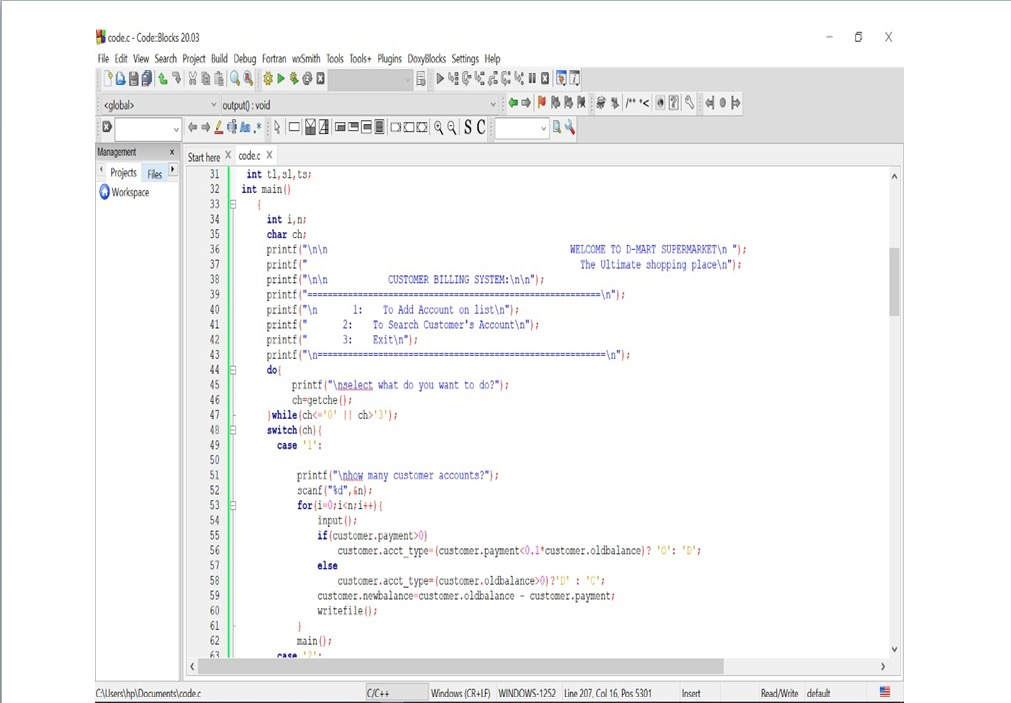 code.c - Code::Blocks 20.03
File Edit View Search Project Build Debug Fortran wxSmith Tools Tools+ Plugins DoxyBlocks Settings Help
<global> output() : void
/** *<
S C
Management
Start here code.c
Projects Files
Workspace
31 int tl,sl,ts;
32 int main()
33 {
34 int i,n;
35 char ch;
36 printf("\n\n WELCOME TO D-MART SUPERMARKET\n ");
37 printf(" The Ultimate shopping place\n");
38 printf("\n\n CUSTOMER BILLING SYSTEM:\n\n");
39 printf("==========================================================\n");
40 printf("\n 1: To Add Account on list\n");
41 printf(" 2: To Search Customer's Account\n");
42 printf(" 3: Exit\n");
43 printf("\n=========================================================\n");
44 do{
45 printf("\nselect what do you want to do?");
46 ch=getche();
47 }while(ch<='0' || ch>'3');
48 switch(ch){
49 case '1':
50
51 printf("\nhow many customer accounts?");
52 scanf("%d",&n);
53 for(i=0;i<n;i++){
54 input();
55 if(customer.payment>0)
56 customer.acct_type=(customer.payment<0.1*customer.oldbalance)? 'O': 'D';
57 else
58 customer.acct_type=(customer.oldbalance>0)?'D' : 'C';
59 customer.newbalance=customer.oldbalance - customer.payment;
60 writefile();
61 }
62 main();
63 case '2':
C:\Users\hp\Documents\code.c C/C++ Windows (CR+LF) WINDOWS-1252 Line 207, Col 16, Pos 5301 Insert Read/Write default